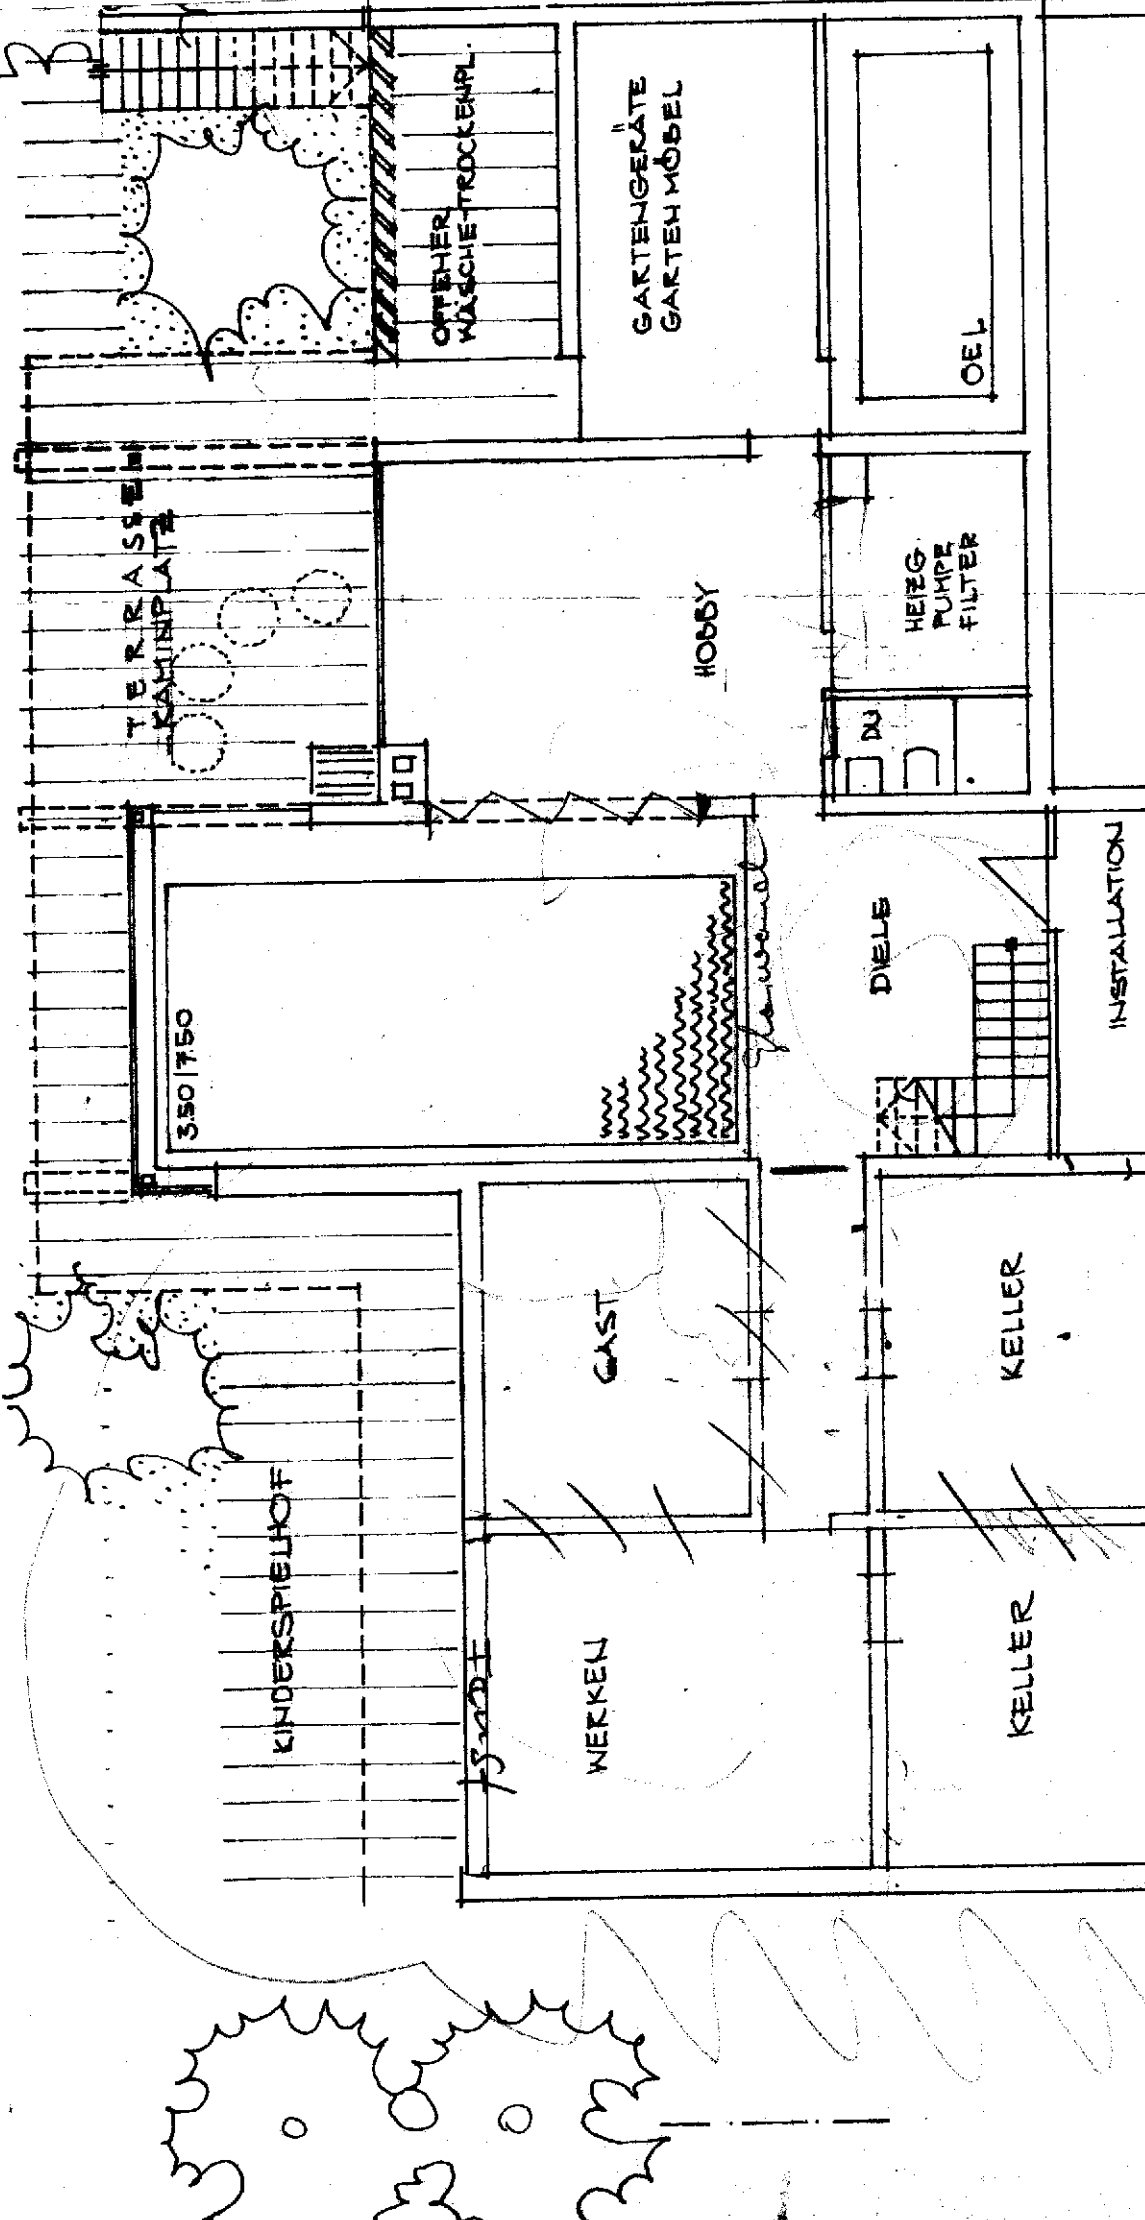 OFFENER
WÄSCHE-TROCKENPL.
GARTENGERÄTE
GARTENMÖBEL
OEL
TERRASSEN
KAMINPLATZ
HOBBY
HEIZG.
PUMPE
FILTER
DU
3.50 | 7.50
DIELE
INSTALLATION
KINDERSPIELHOF
GAST
KELLER
WERKEN
KELLER